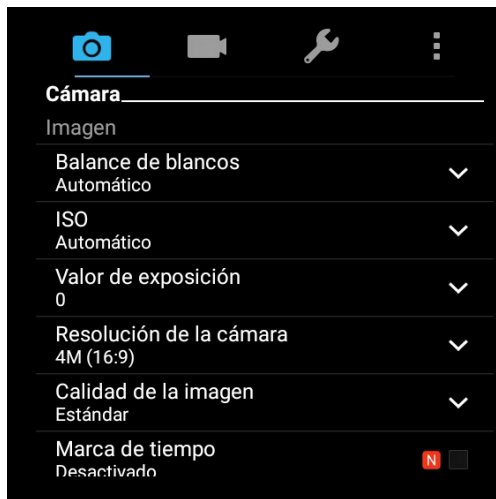 Cámara
Imagen
Balance de blancos
Automático
ISO
Automático
Valor de exposición
0
Resolución de la cámara
4M (16:9)
Calidad de la imagen
Estándar
Marca de tiempo
N
Desactivado